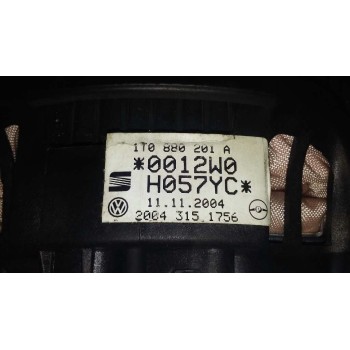 1T0 880 201 A
*0012W0
H057YC*
11.11.2004
2004 315 1756